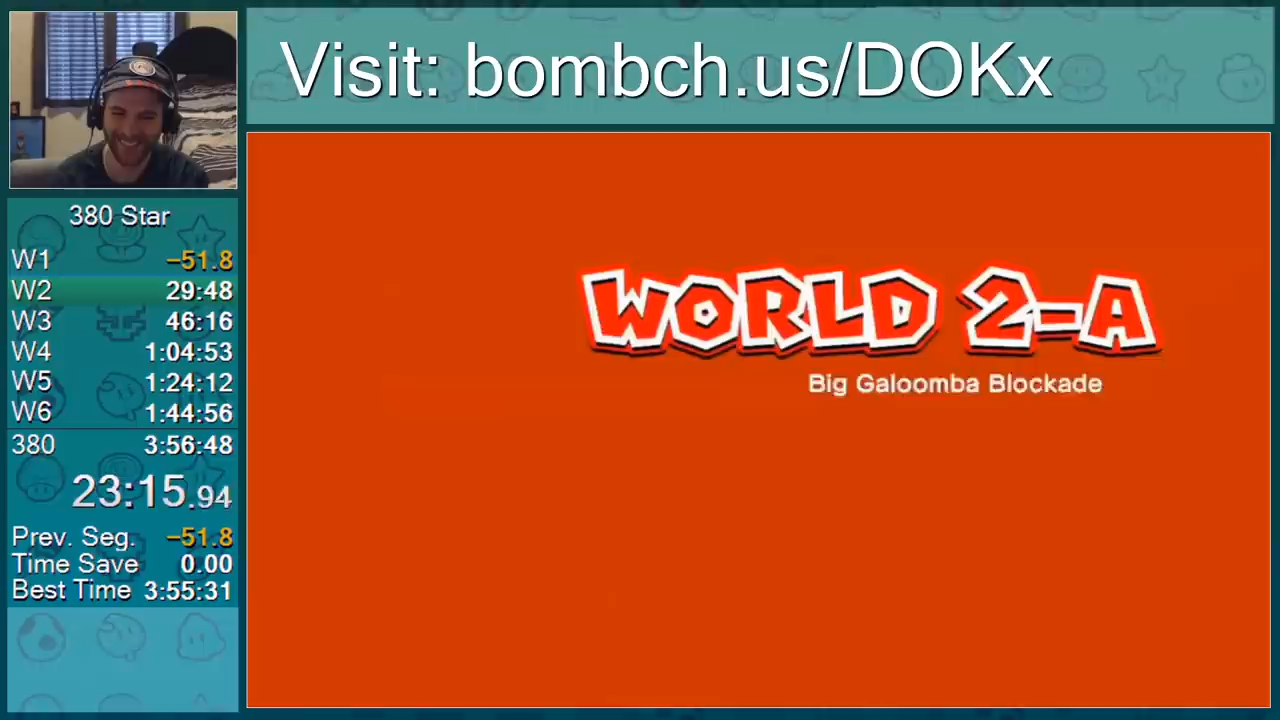 Visit: bombch.us/DOKx
380 Star
W1 −51.8
W2 29:48
W3 46:16
W4 1:04:53
W5 1:24:12
W6 1:44:56
380 3:56:48
23:15.94
Prev. Seg. −51.8
Time Save 0.00
Best Time 3:55:31
WORLD 2-A
Big Galoomba Blockade